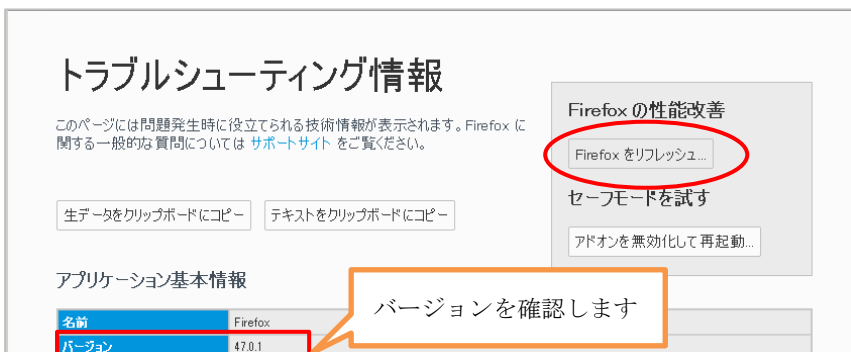 トラブルシューティング情報
このページには問題発生時に役立てられる技術情報が表示されます。Firefox に
関する一般的な質問については サポートサイト をご覧ください。
生データをクリップボードにコピー
テキストをクリップボードにコピー
Firefox の性能改善
Firefox をリフレッシュ...
セーフモードを試す
アドオンを無効化して再起動...
アプリケーション基本情報
バージョンを確認します
名前 Firefox
バージョン 47.0.1